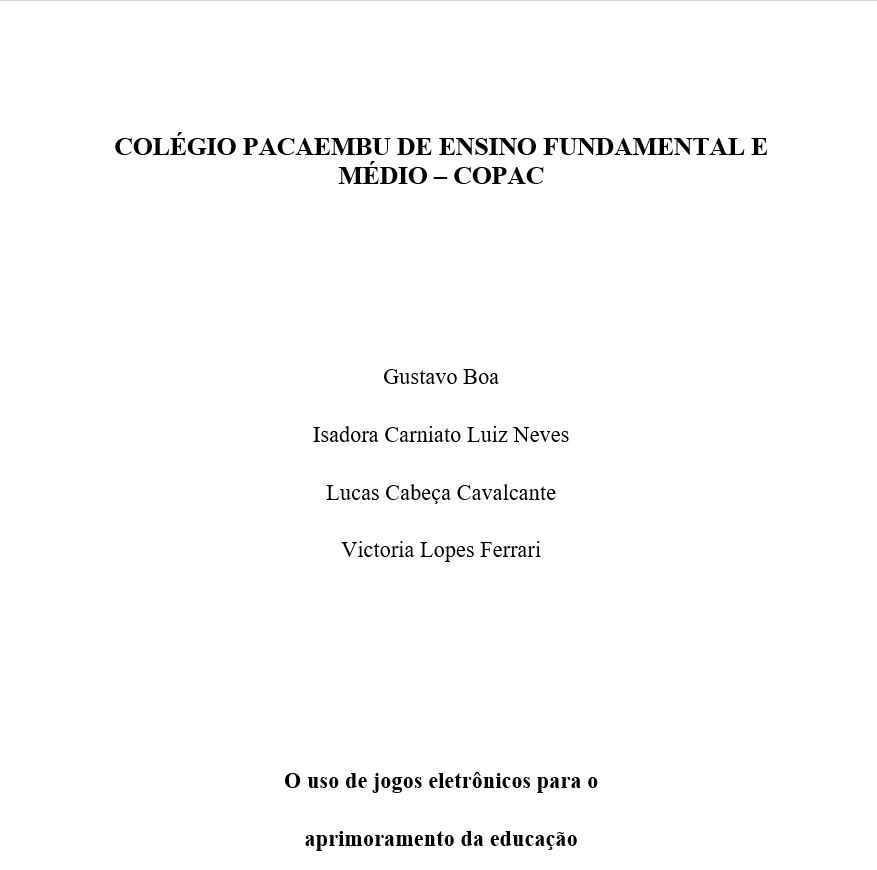 COLÉGIO PACAEMBU DE ENSINO FUNDAMENTAL E
MÉDIO – COPAC
Gustavo Boa
Isadora Carniato Luiz Neves
Lucas Cabeça Cavalcante
Victoria Lopes Ferrari
O uso de jogos eletrônicos para o
aprimoramento da educação